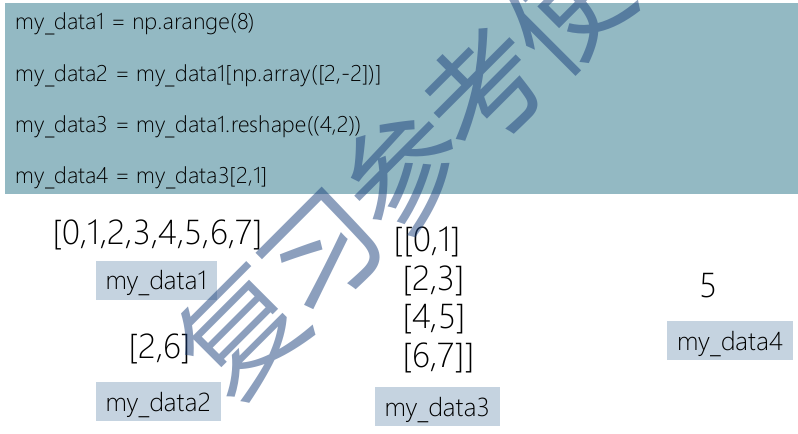 my_data1 = np.arange(8)
my_data2 = my_data1[np.array([2,-2])]
my_data3 = my_data1.reshape((4,2))
my_data4 = my_data3[2,1]
[0,1,2,3,4,5,6,7]
my_data1
[2,6]
my_data2
[[0,1]
[2,3]
[4,5]
[6,7]]
my_data3
5
my_data4
复习参考使